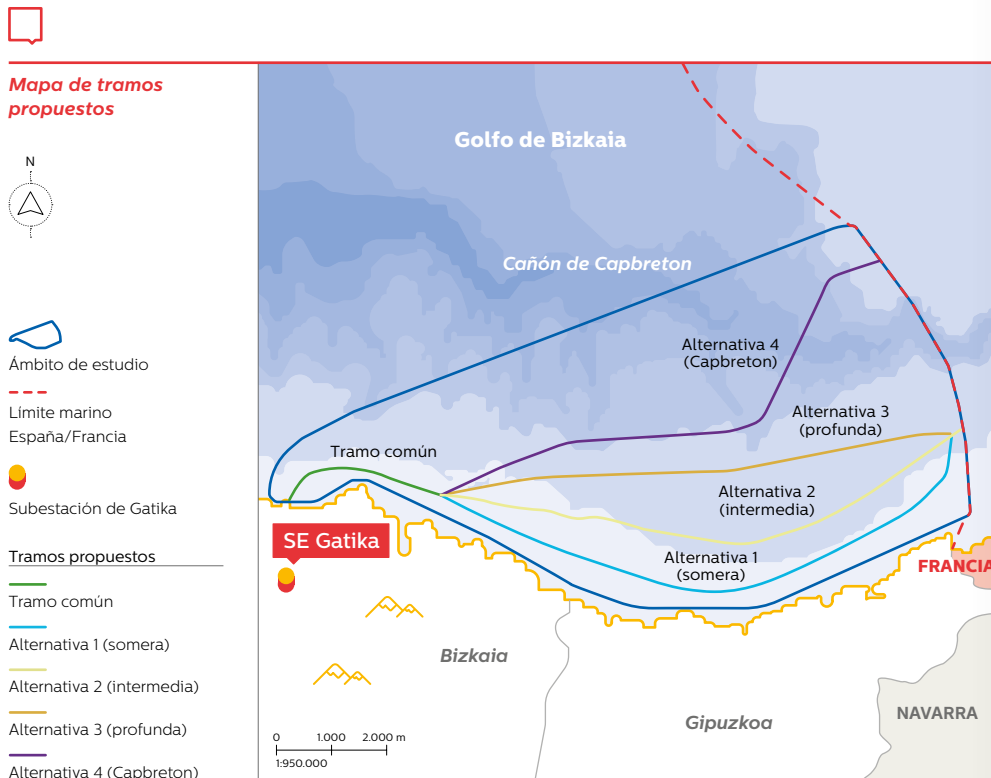 Mapa de tramos
propuestos
N
Ámbito de estudio
Límite marino
España/Francia
Subestación de Gatika
Tramos propuestos
Tramo común
Alternativa 1 (somera)
Alternativa 2 (intermedia)
Alternativa 3 (profunda)
Alternativa 4 (Capbreton)
Golfo de Bizkaia
Cañón de Capbreton
Alternativa 4
(Capbreton)
Alternativa 3
(profunda)
Tramo común
Alternativa 2
(intermedia)
SE Gatika
Alternativa 1
(somera)
FRANCIA
Bizkaia
Gipuzkoa
NAVARRA
0 1.000 2.000 m
1:950.000